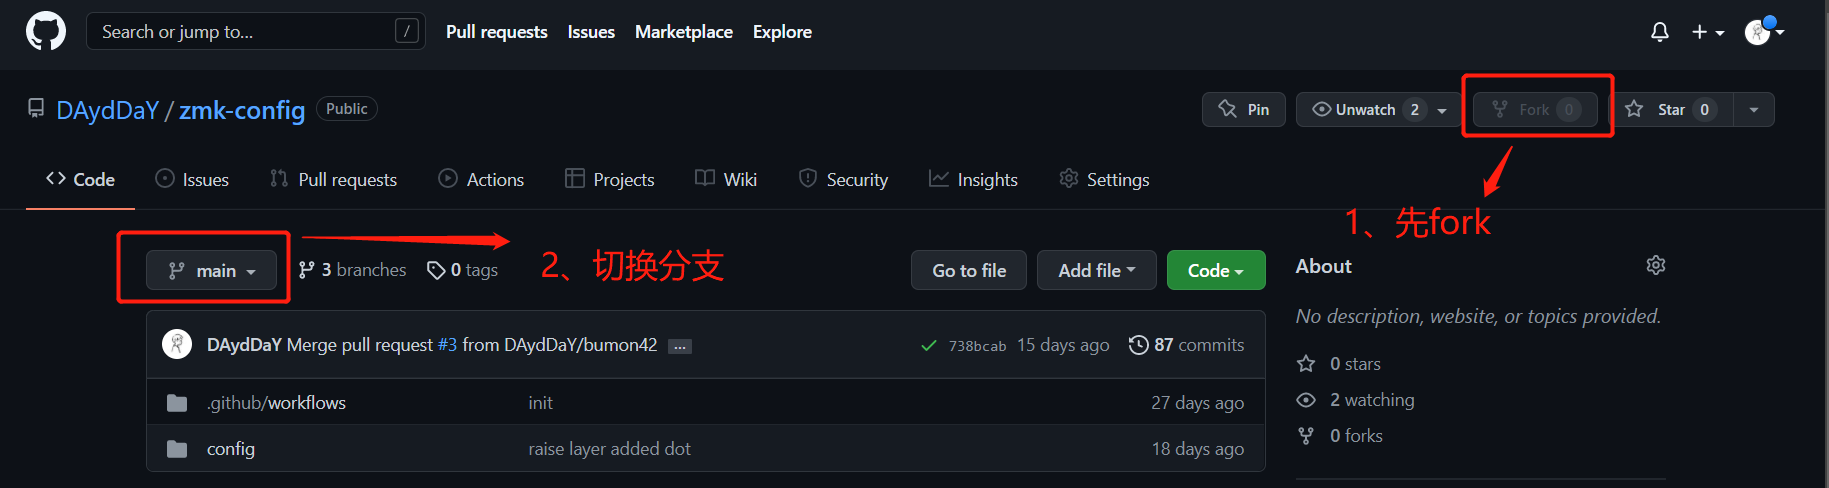 Search or jump to... / Pull requests Issues Marketplace Explore
DAydDaY / zmk-config Public Pin Unwatch 2 Fork 0 Star 0
Code Issues Pull requests Actions Projects Wiki Security Insights Settings
1、先fork
main 3 branches 0 tags 2、切换分支 Go to file Add file Code
About
No description, website, or topics provided.
DAydDaY Merge pull request #3 from DAydDaY/bumon42 ... 738bcab 15 days ago 87 commits
0 stars
.github/workflows init 27 days ago
2 watching
config raise layer added dot 18 days ago
0 forks